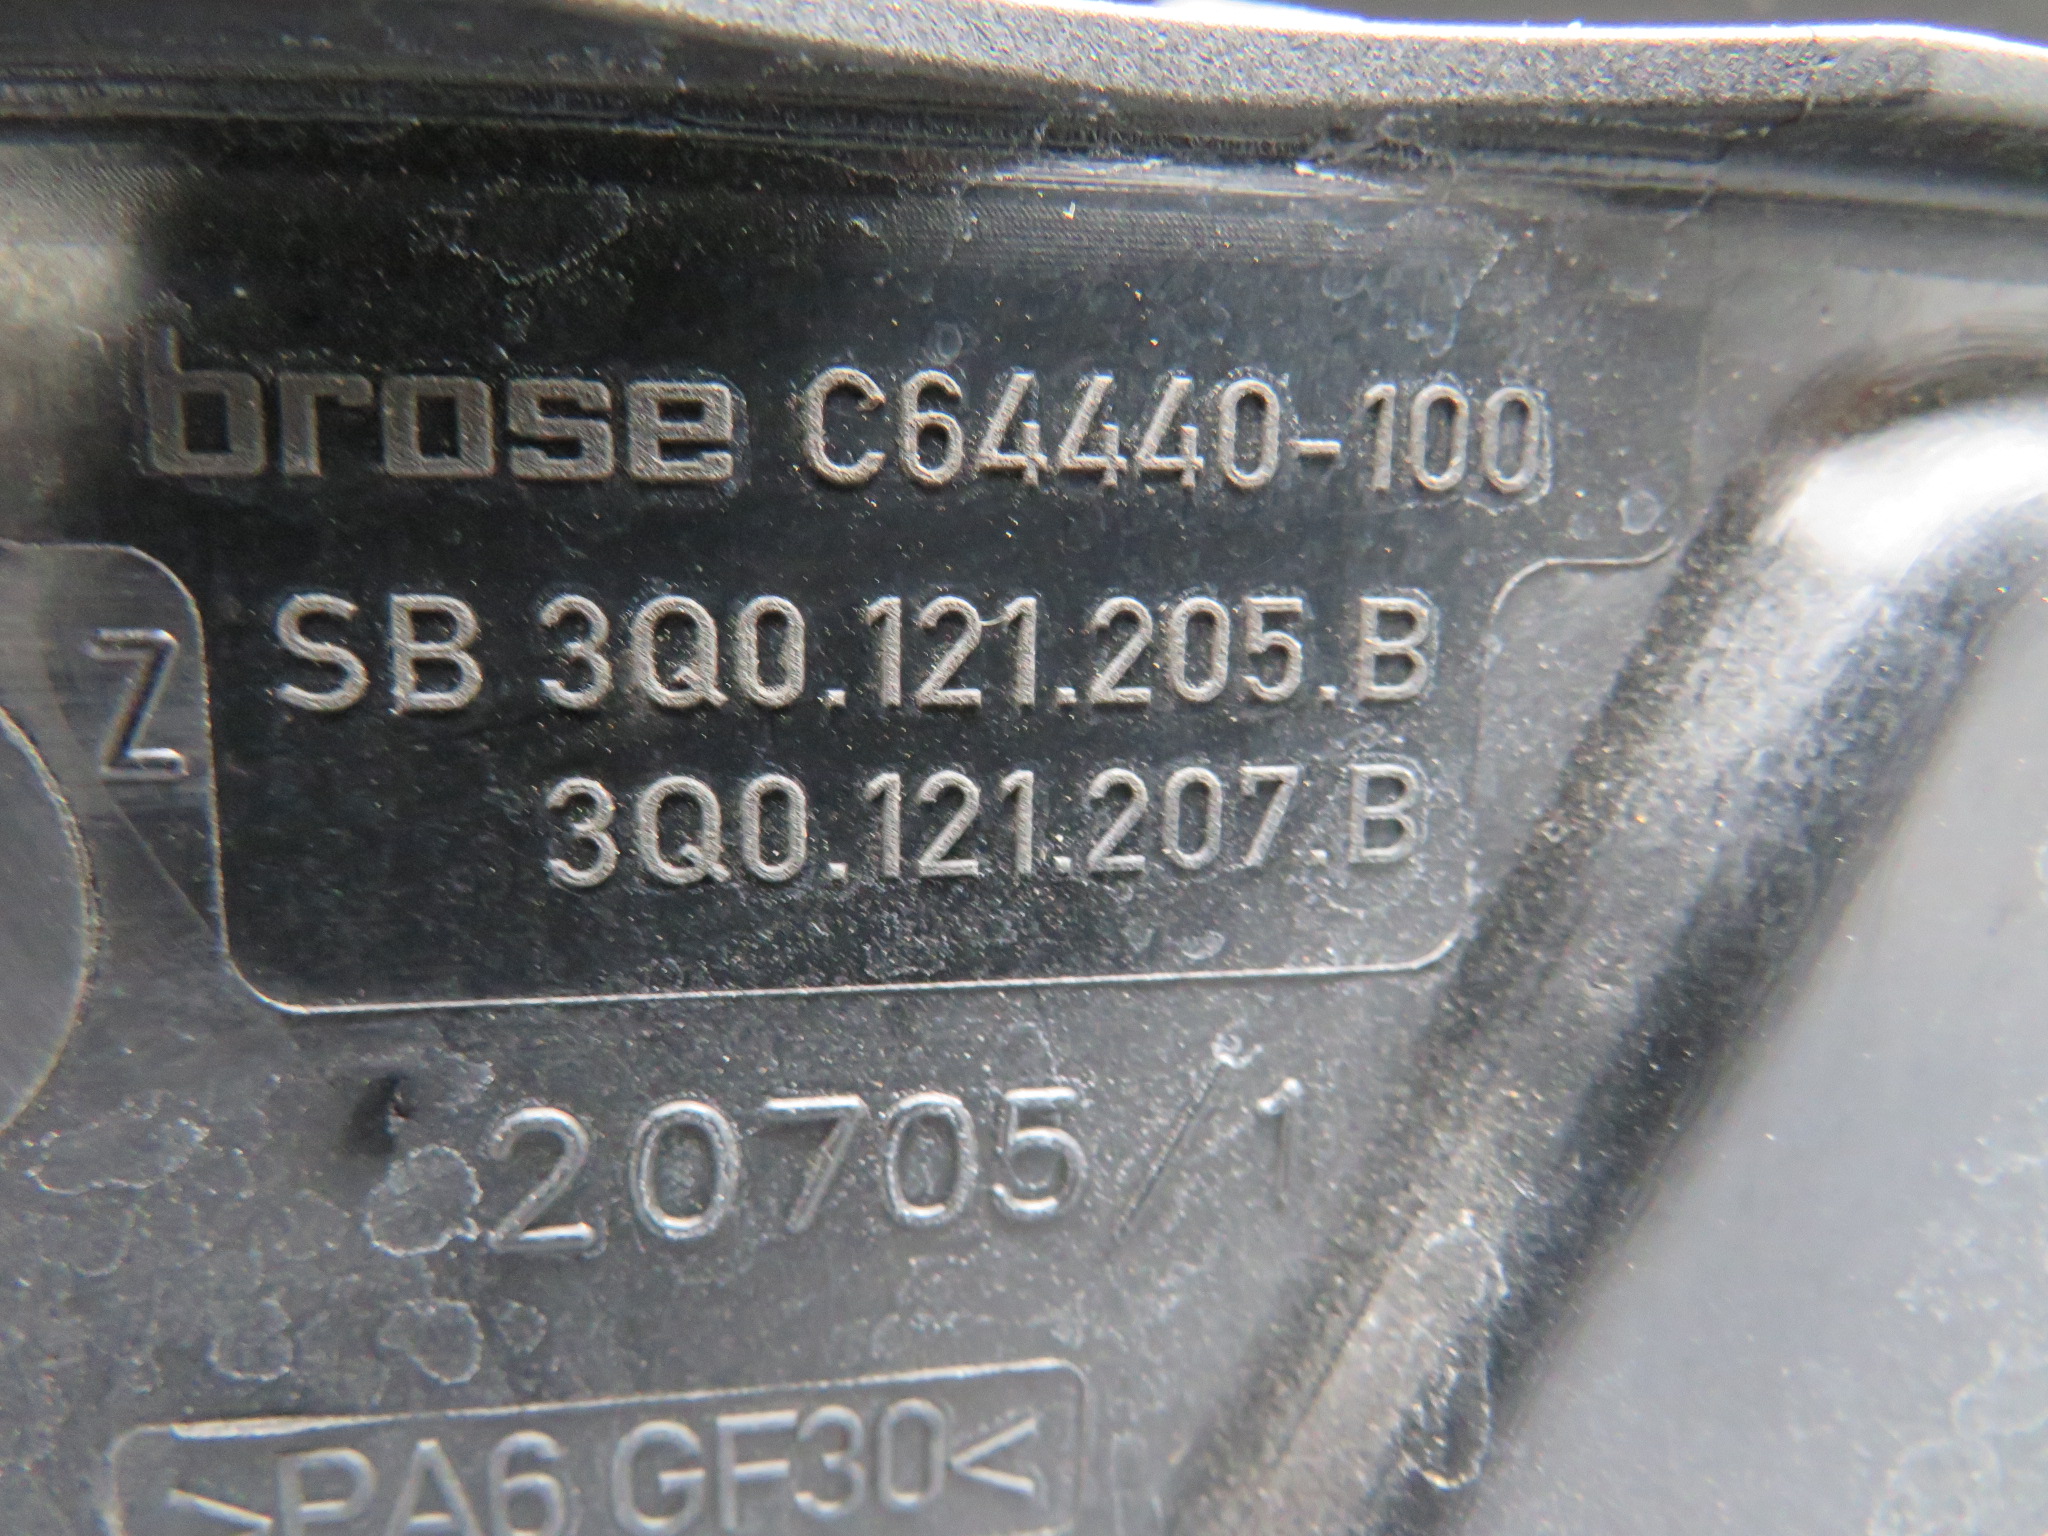 brose C64440-100
SB 3Q0.121.205.B
Z
3Q0.121.207.B
20705/1
>PA6 GF30<